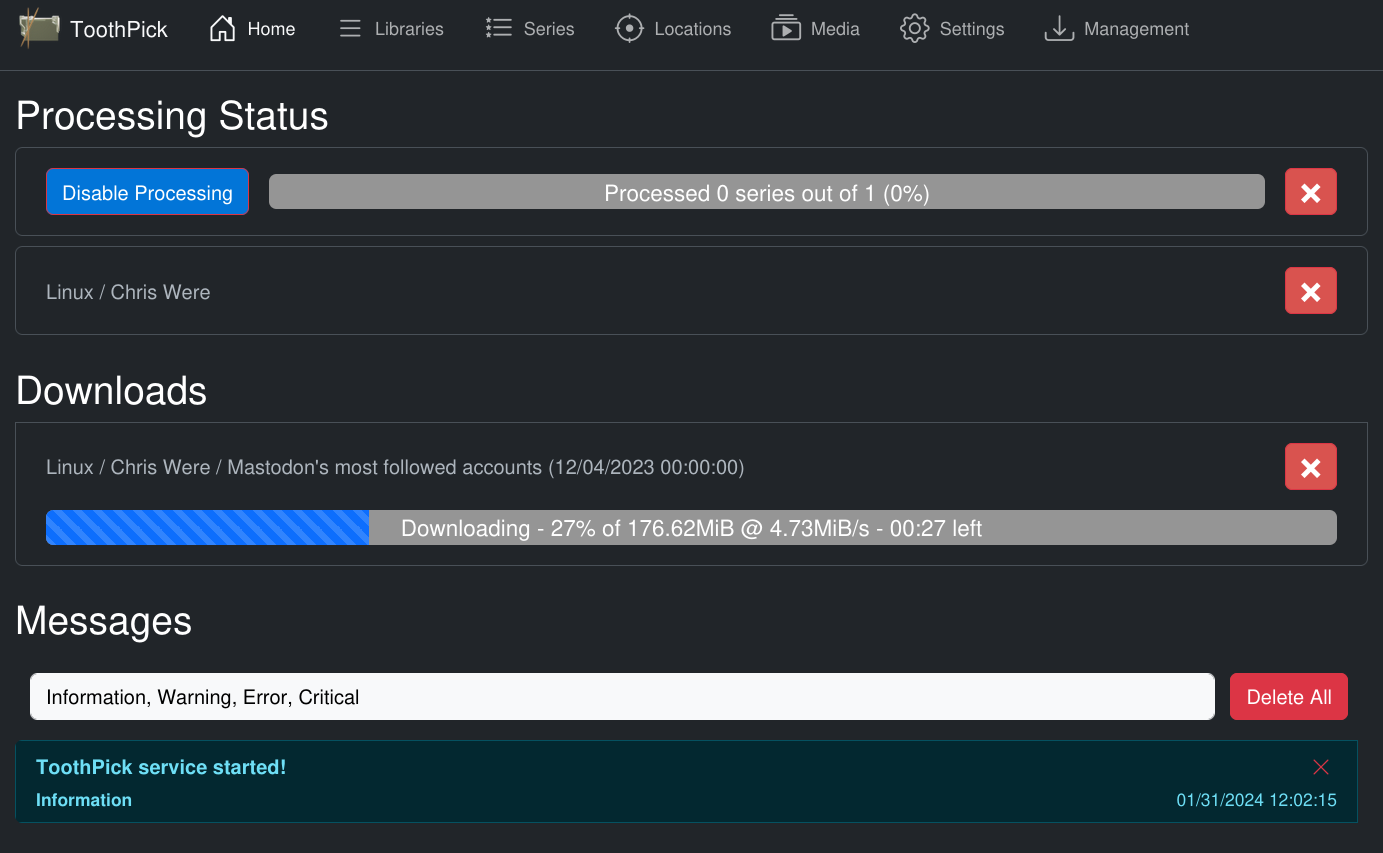 ToothPick Home Libraries Series Locations Media Settings Management
Processing Status
Disable Processing Processed 0 series out of 1 (0%)
Linux / Chris Were
Downloads
Linux / Chris Were / Mastodon's most followed accounts (12/04/2023 00:00:00)
Downloading - 27% of 176.62MiB @ 4.73MiB/s - 00:27 left
Messages
Information, Warning, Error, Critical Delete All
ToothPick service started!
Information 01/31/2024 12:02:15